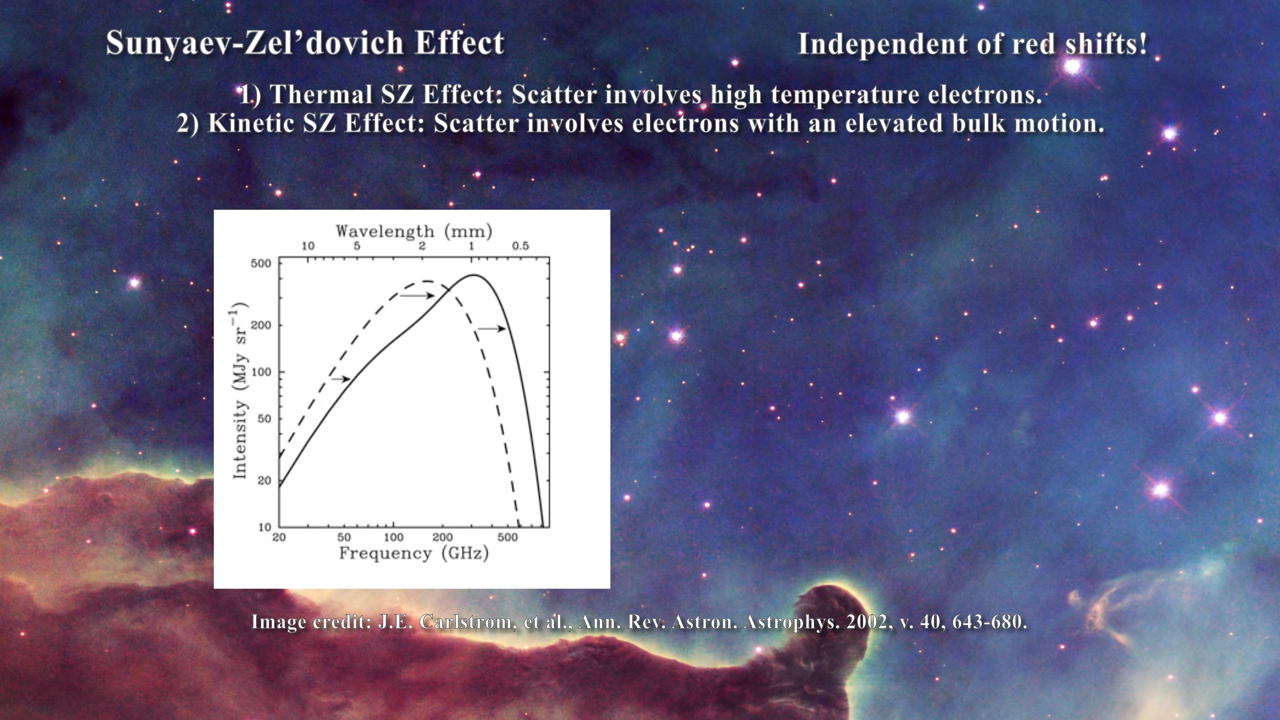 Sunyaev-Zel’dovich Effect
Independent of red shifts!
1) Thermal SZ Effect: Scatter involves high temperature electrons.
2) Kinetic SZ Effect: Scatter involves electrons with an elevated bulk motion.
Wavelength (mm)
10 5 2 1 0.5
Intensity (MJy sr⁻¹)
500
200
100
50
20
10
20 50 100 200 500
Frequency (GHz)
Image credit: J.E. Carlstrom, et al., Ann. Rev. Astron. Astrophys. 2002, v. 40, 643-680.